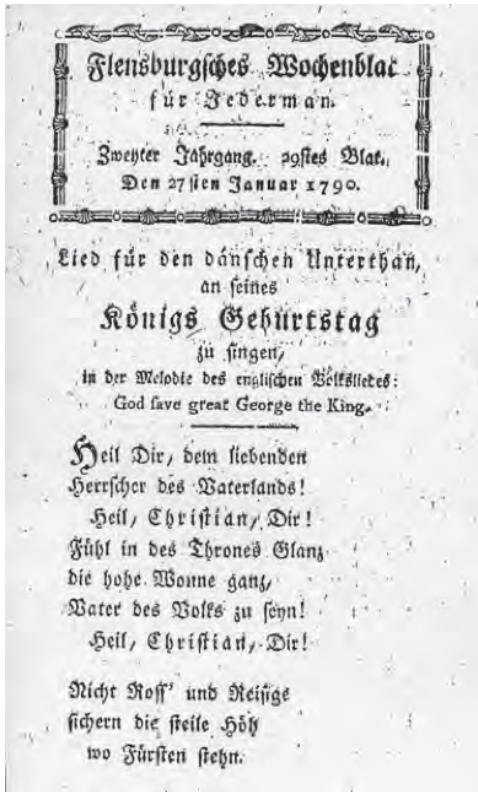 Flensburgsches Wochenblat
für Jederman.
Zweyter Jahrgang. 29stes Blat.
Den 27sten Januar 1790.
Lied für den dänschen Unterthan,
an seines
Königs Geburtstag
zu singen,
in der Melodie des englischen Volksliedes:
God save great George the King.
Heil Dir, dem liebenden
Herrscher des Vaterlands!
Heil, Christian, Dir!
Fühl in des Thrones Glanz
die hohe Wonne ganz,
Vater des Volks zu seyn!
Heil, Christian, Dir!
Nicht Ross' und Reisige
sichern die steile Höh
wo Fürsten stehn.